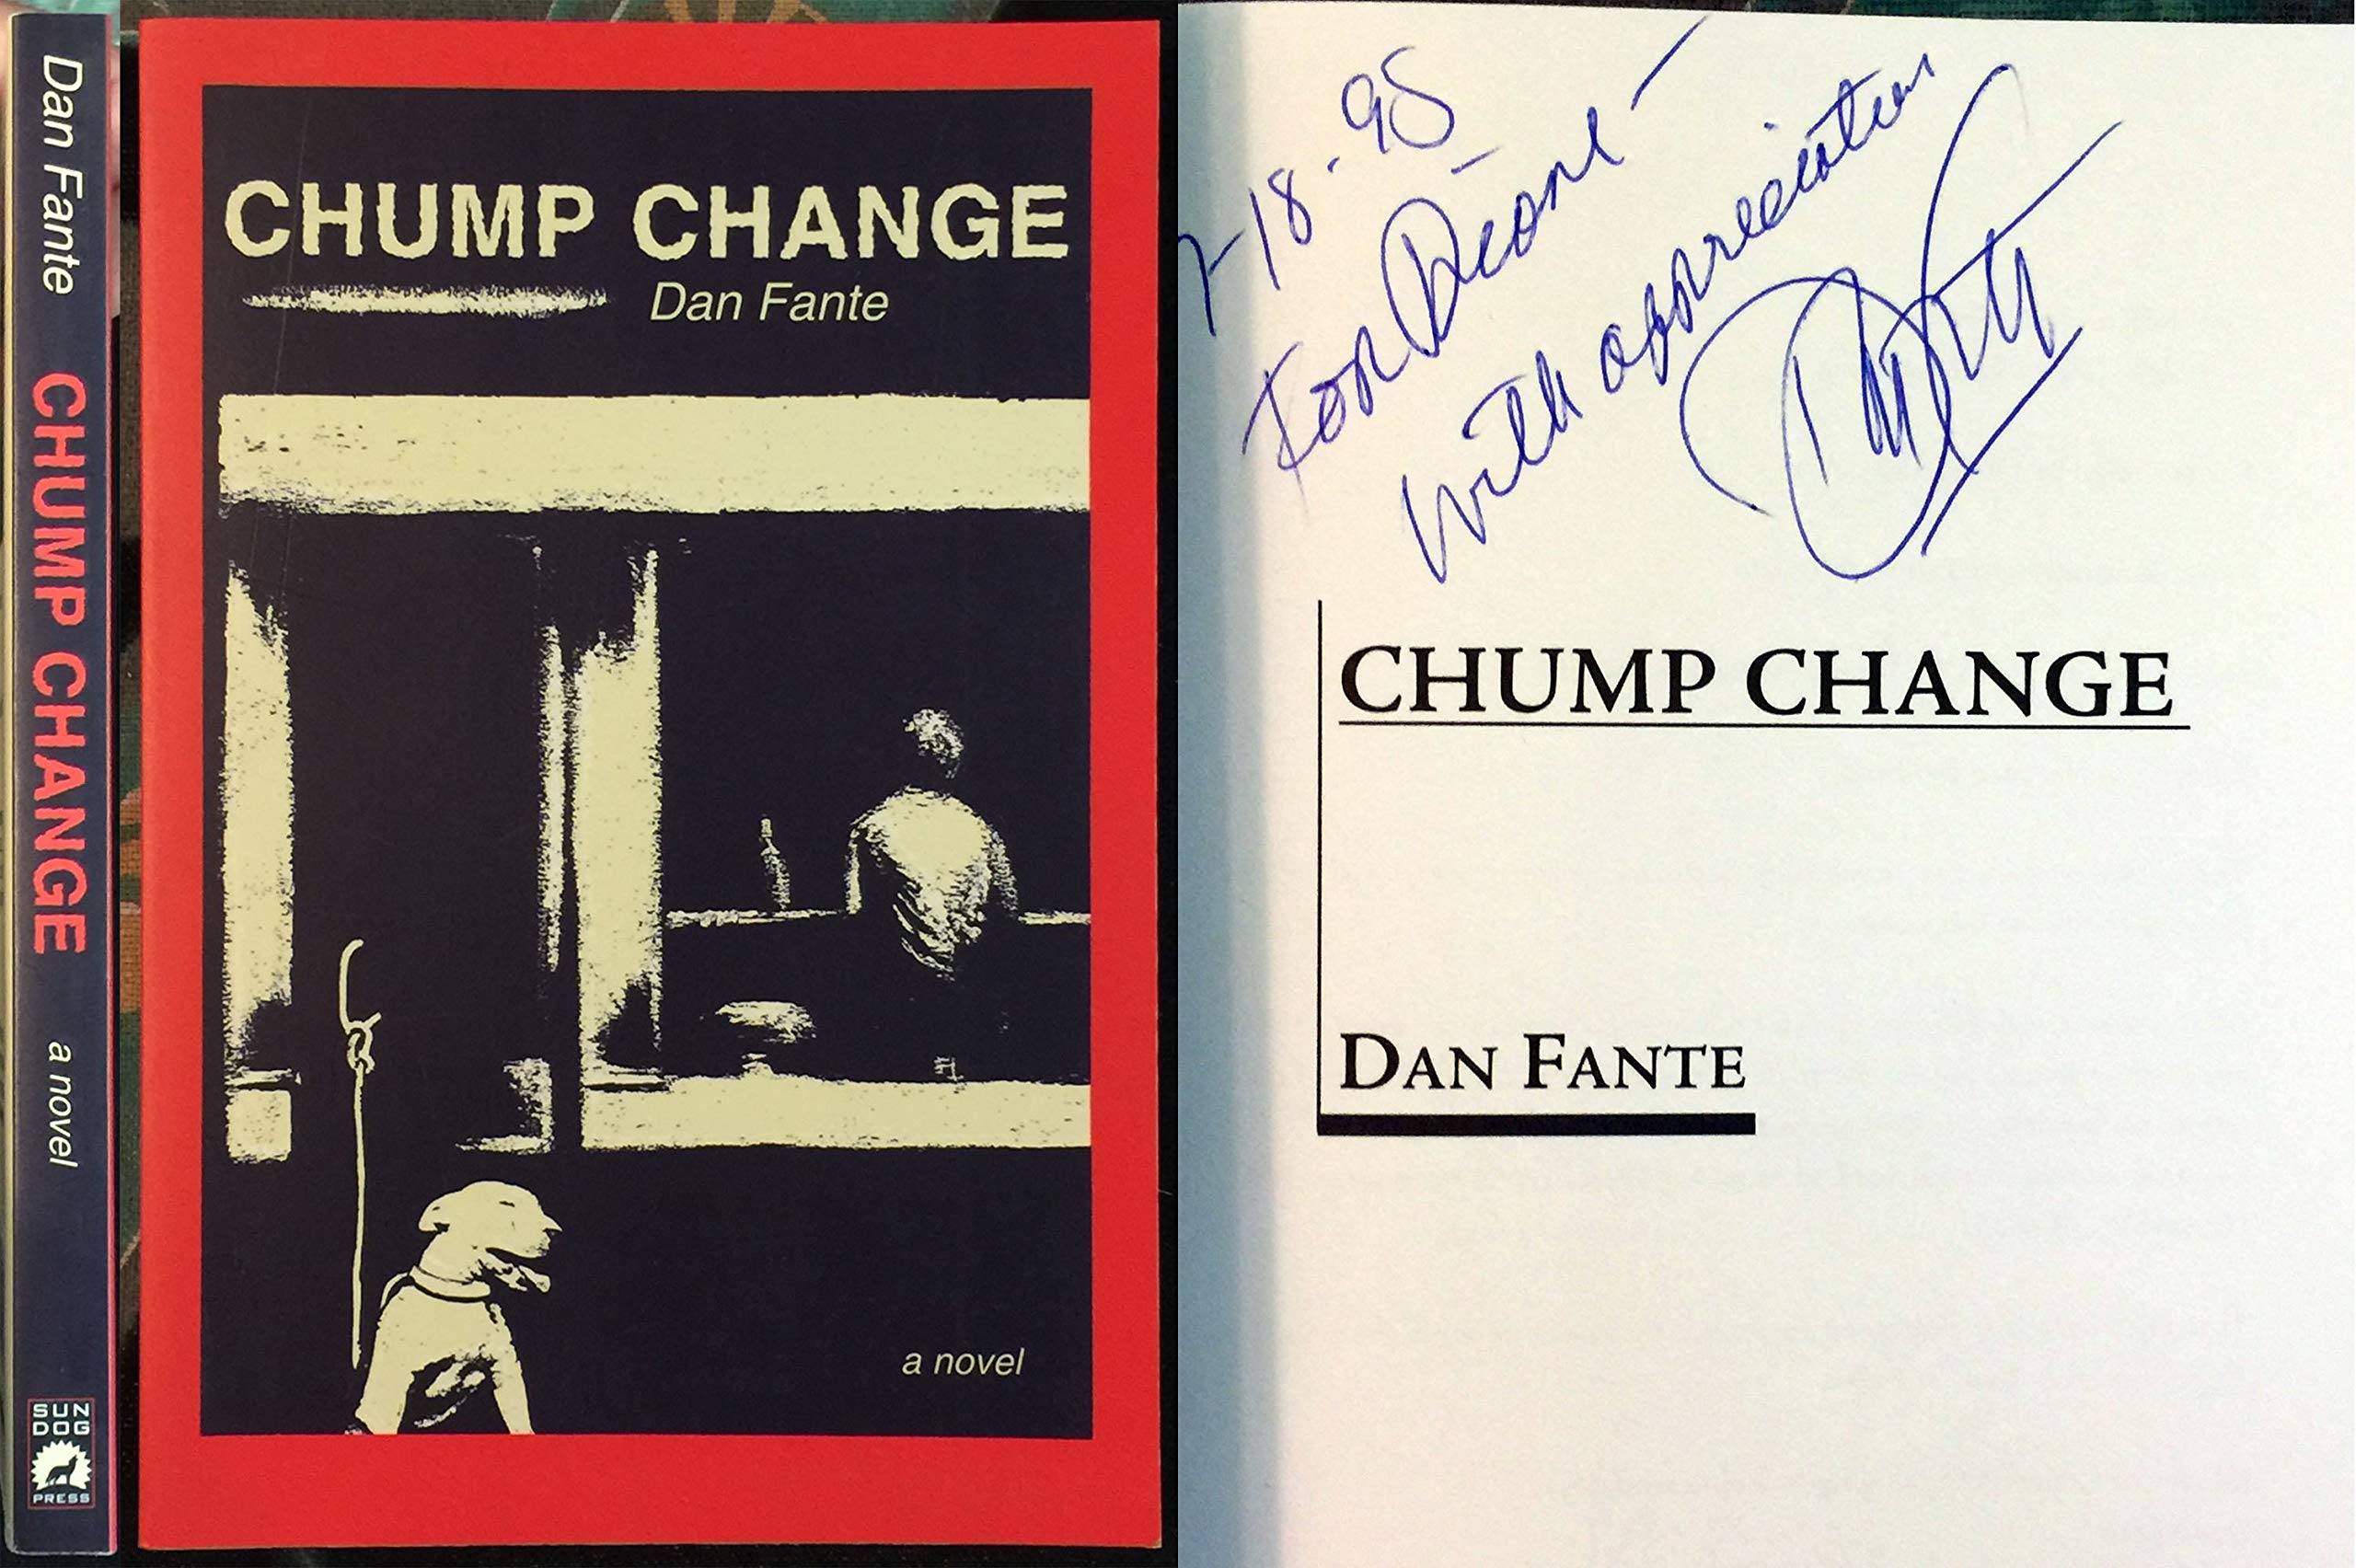 Dan Fante CHUMP CHANGE a novel
SUN
DOG
PRESS
CHUMP CHANGE
Dan Fante
a novel
7-18-98
For Deane –
With appreciation
CHUMP CHANGE
DAN FANTE